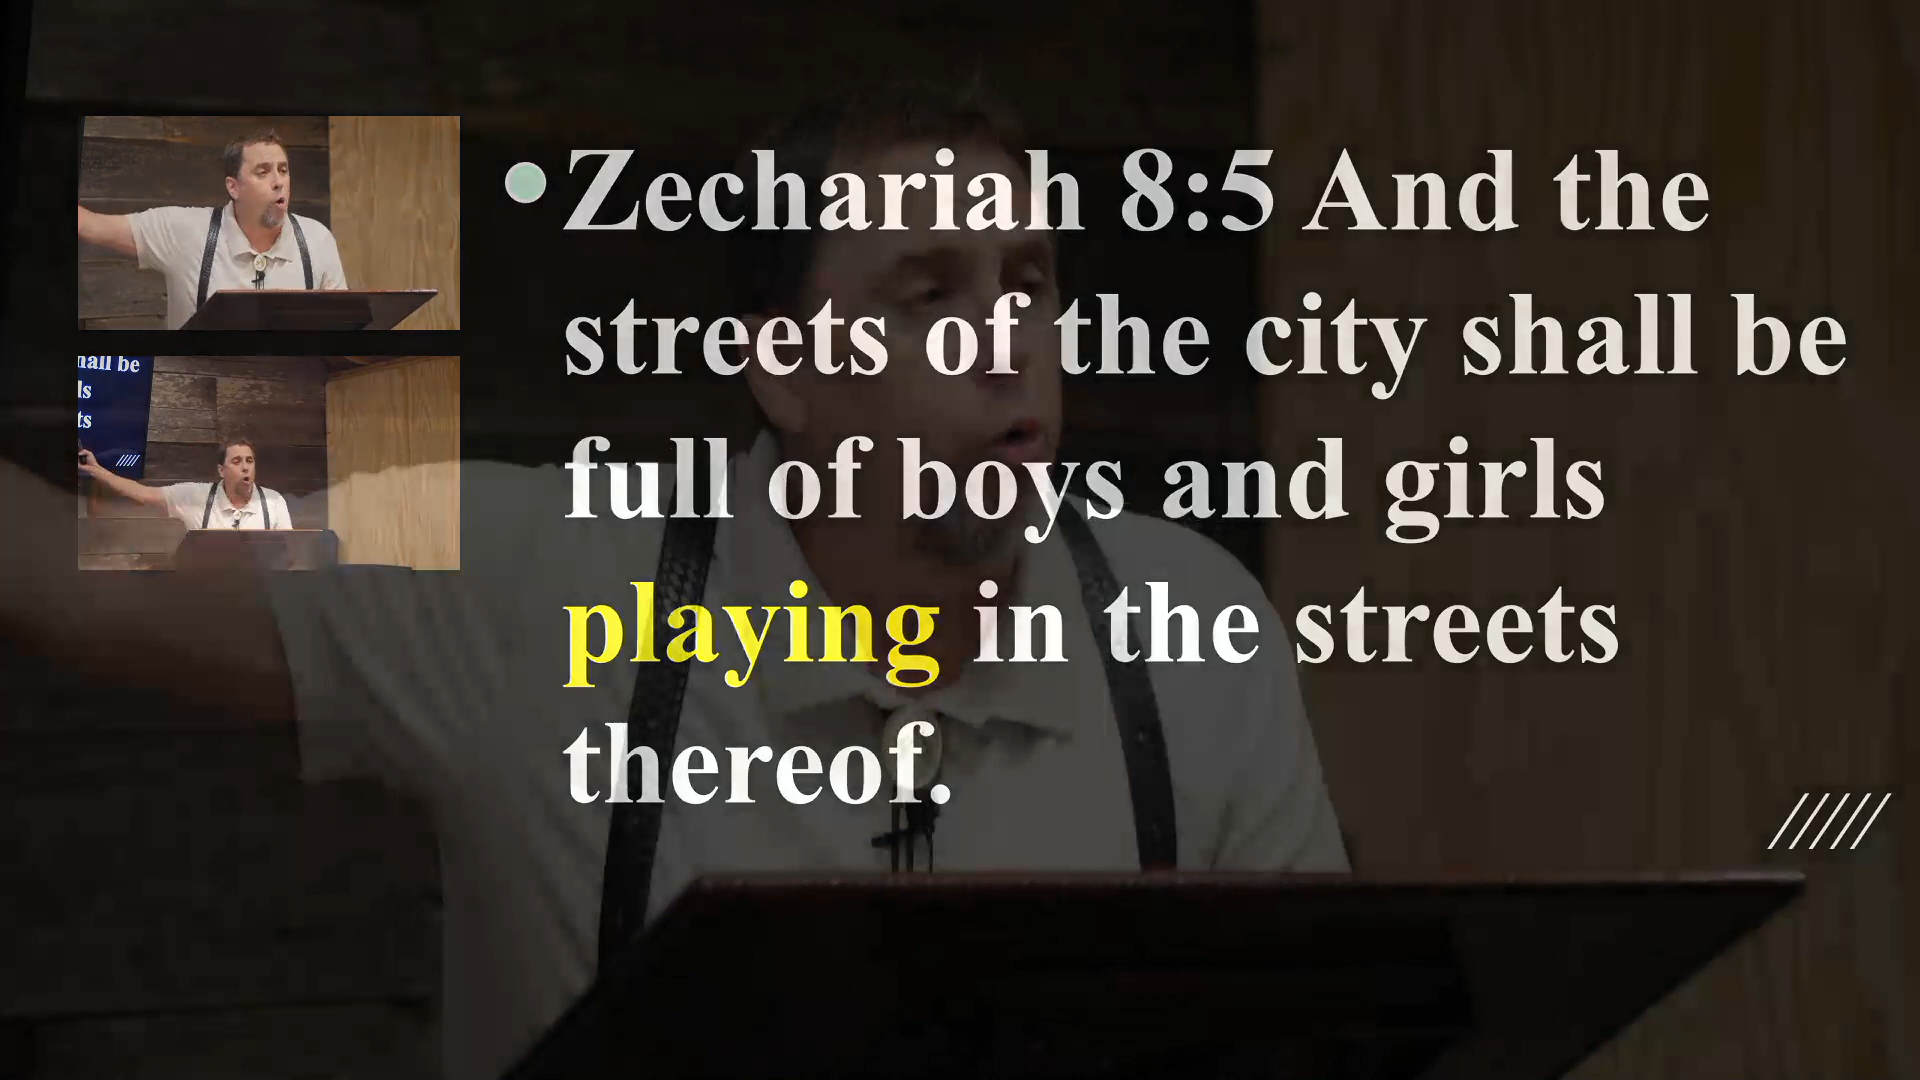 Zechariah 8:5 And the
streets of the city shall be
full of boys and girls
playing in the streets
thereof.
hall be
ls
ts